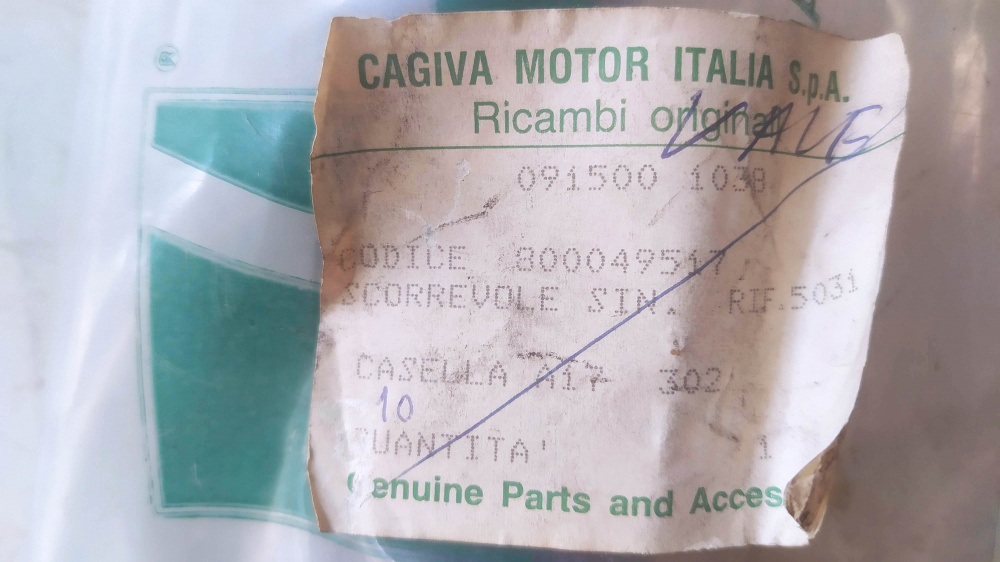 CAGIVA MOTOR ITALIA S.p.A.
Ricambi origina
091500 1038
CODICE 800049517
SCORREVOLE SIN. RIF.5031
CASELLA A17 302
10
QUANTITA' 1
Genuine Parts and Acces